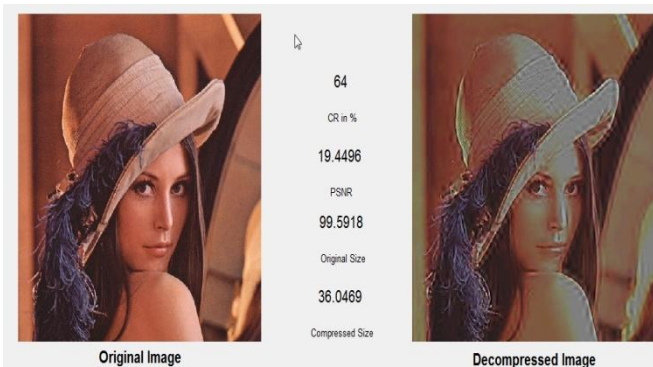 64
CR in %
19.4496
PSNR
99.5918
Original Size
36.0469
Compressed Size
Original Image
Decompressed Image